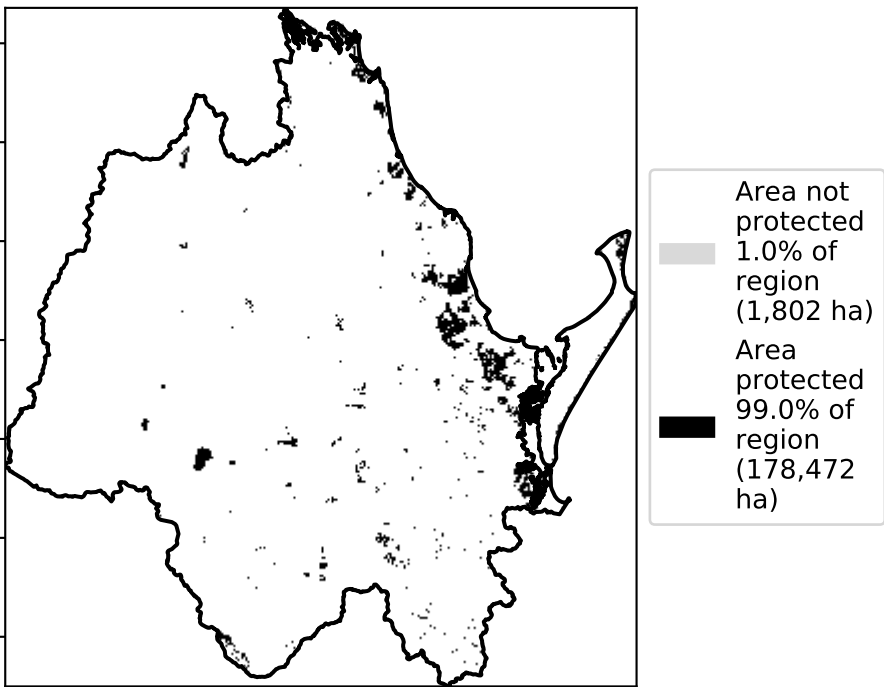 Area not
protected
1.0% of
region
(1,802 ha)
Area
protected
99.0% of
region
(178,472
ha)